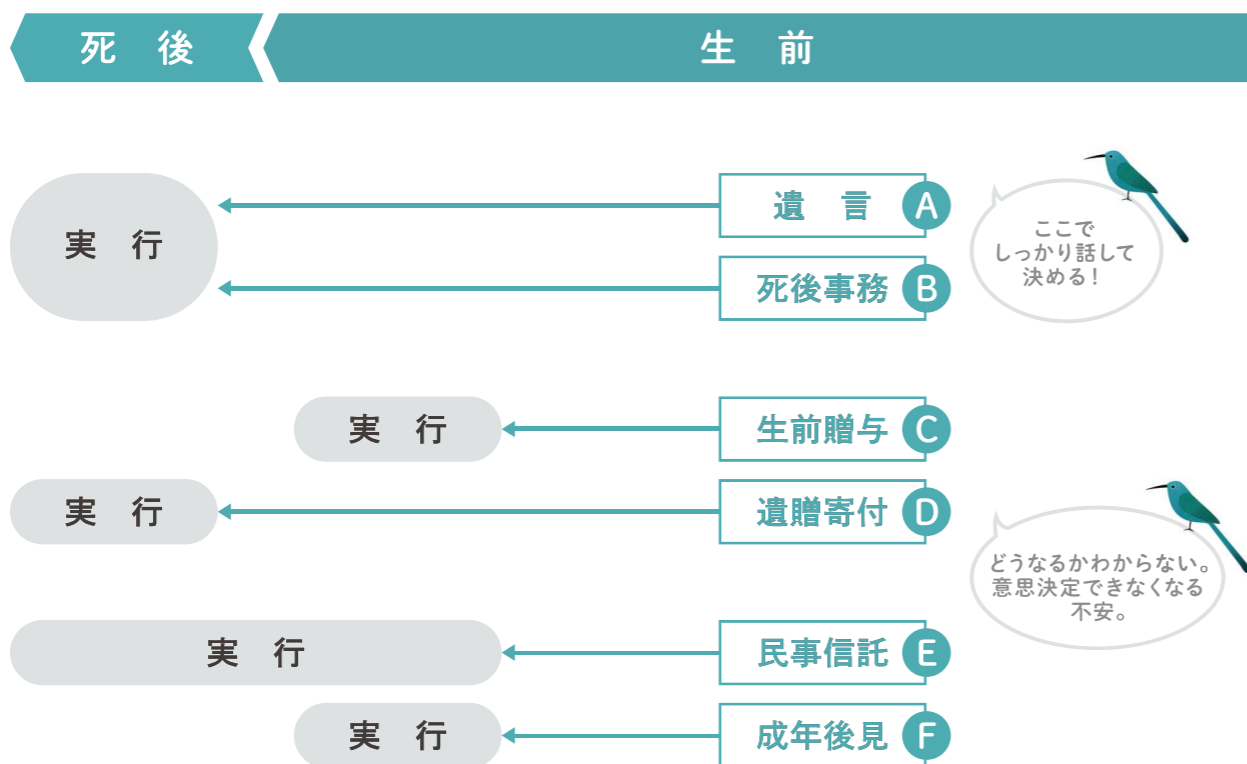 死後
生前
実行
遺言 A
死後事務 B
ここで
しっかり話して
決める！
実行
生前贈与 C
実行
遺贈寄付 D
どうなるかわからない。
意思決定できなくなる
不安。
実行
民事信託 E
実行
成年後見 F